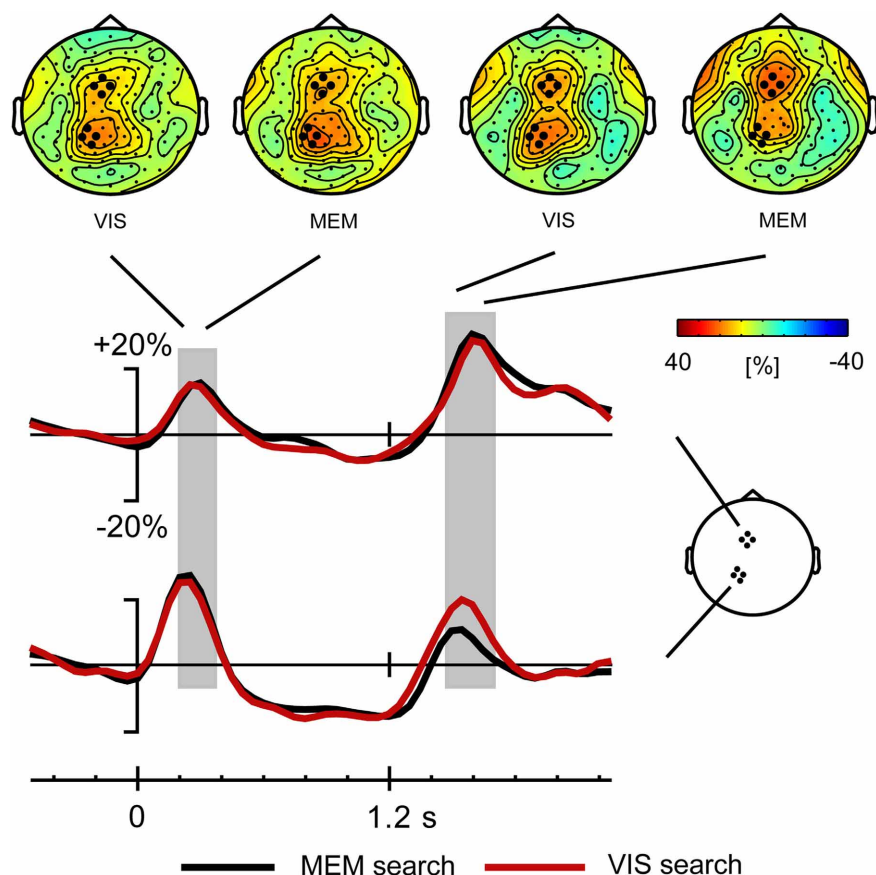 VIS
MEM
VIS
MEM
+20%
40
[%]
-40
-20%
0
1.2 s
MEM search
VIS search